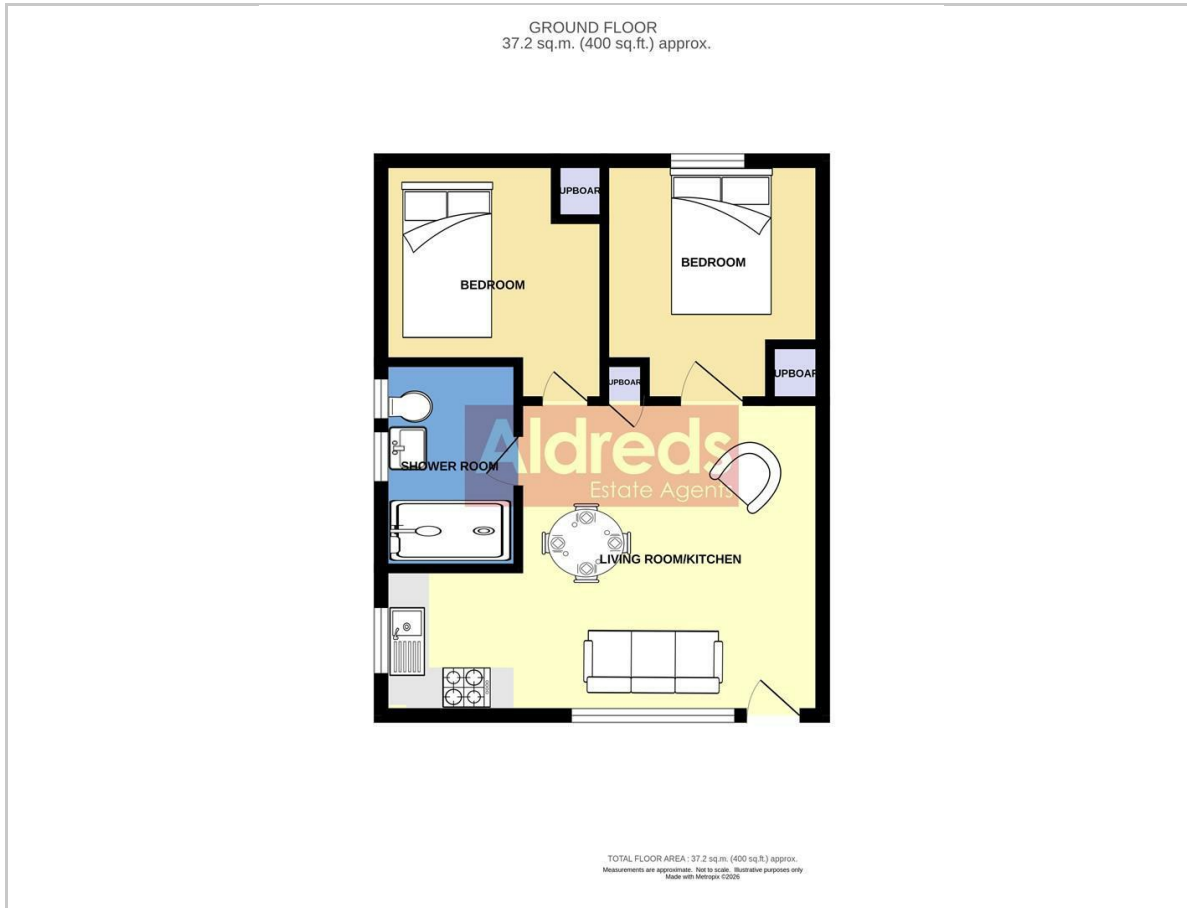 GROUND FLOOR
37.2 sq.m. (400 sq.ft.) approx.
UPBOAR
BEDROOM
BEDROOM
UPBOAR
UPBOAR
Aldreds
Estate Agents
SHOWER ROOM
LIVING ROOM/KITCHEN
TOTAL FLOOR AREA : 37.2 sq.m. (400 sq.ft.) approx.
Measurements are approximate. Not to scale. Illustrative purposes only
Made with Metropix ©2026